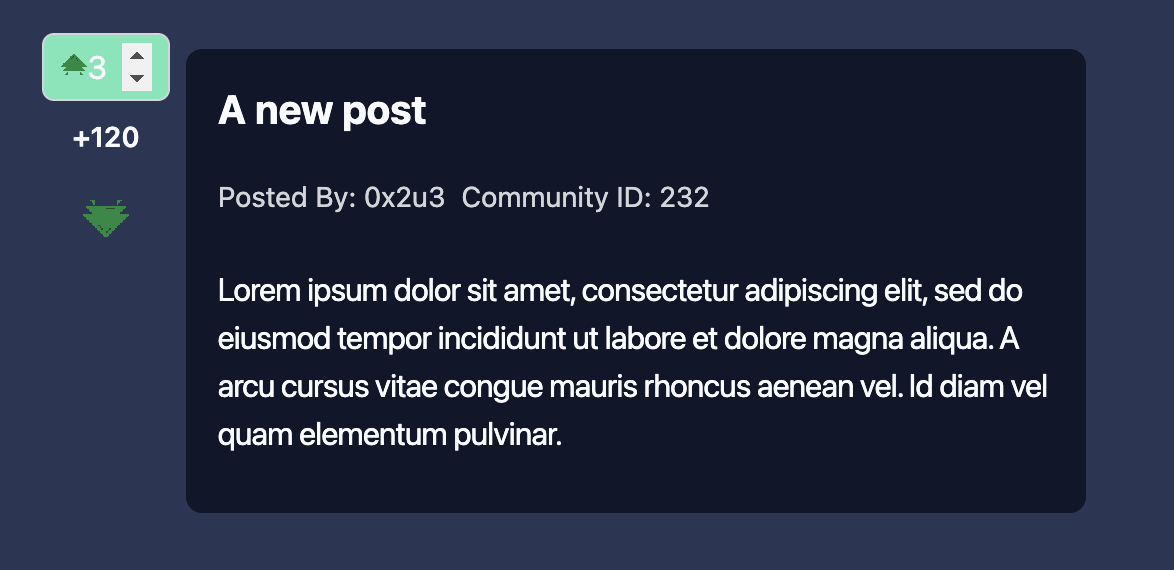 3
+120
A new post
Posted By: 0x2u3 Community ID: 232
Lorem ipsum dolor sit amet, consectetur adipiscing elit, sed do
eiusmod tempor incididunt ut labore et dolore magna aliqua. A
arcu cursus vitae congue mauris rhoncus aenean vel. Id diam vel
quam elementum pulvinar.